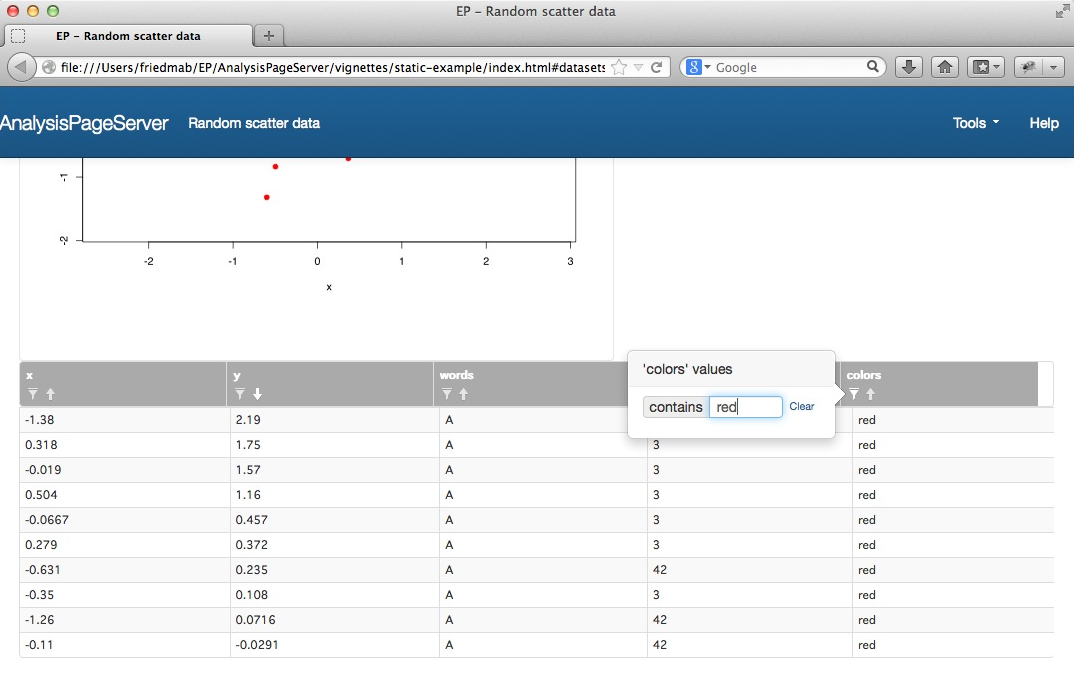 EP – Random scatter data
EP – Random scatter data
file:///Users/friedmab/EP/AnalysisPageServer/vignettes/static-example/index.html#datasets
8 Google
AnalysisPageServer Random scatter data Tools Help
-1
-2
-2 -1 0 1 2 3
x
x y words colors
'colors' values
contains red Clear
-1.38 2.19 A red
0.318 1.75 A 3 red
-0.019 1.57 A 3 red
0.504 1.16 A 3 red
-0.0667 0.457 A 3 red
0.279 0.372 A 3 red
-0.631 0.235 A 42 red
-0.35 0.108 A 3 red
-1.26 0.0716 A 42 red
-0.11 -0.0291 A 42 red